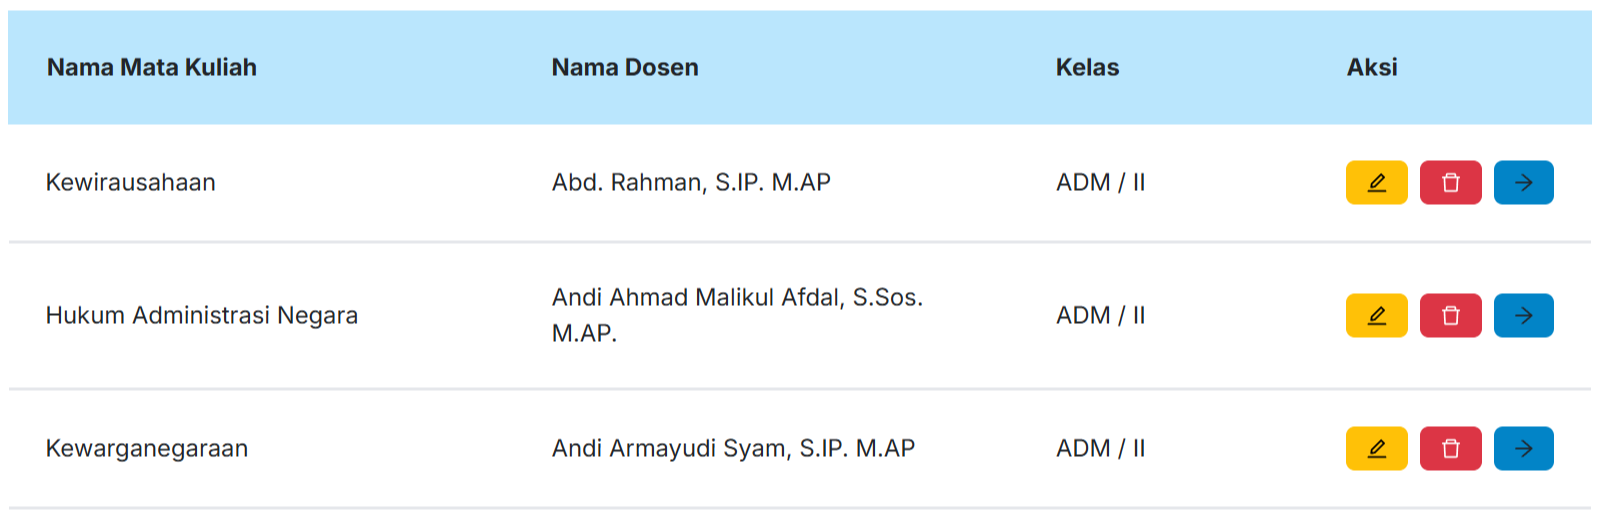 Nama Mata Kuliah Nama Dosen Kelas Aksi
Kewirausahaan Abd. Rahman, S.IP. M.AP ADM / II
Hukum Administrasi Negara Andi Ahmad Malikul Afdal, S.Sos. M.AP. ADM / II
Kewarganegaraan Andi Armayudi Syam, S.IP. M.AP ADM / II